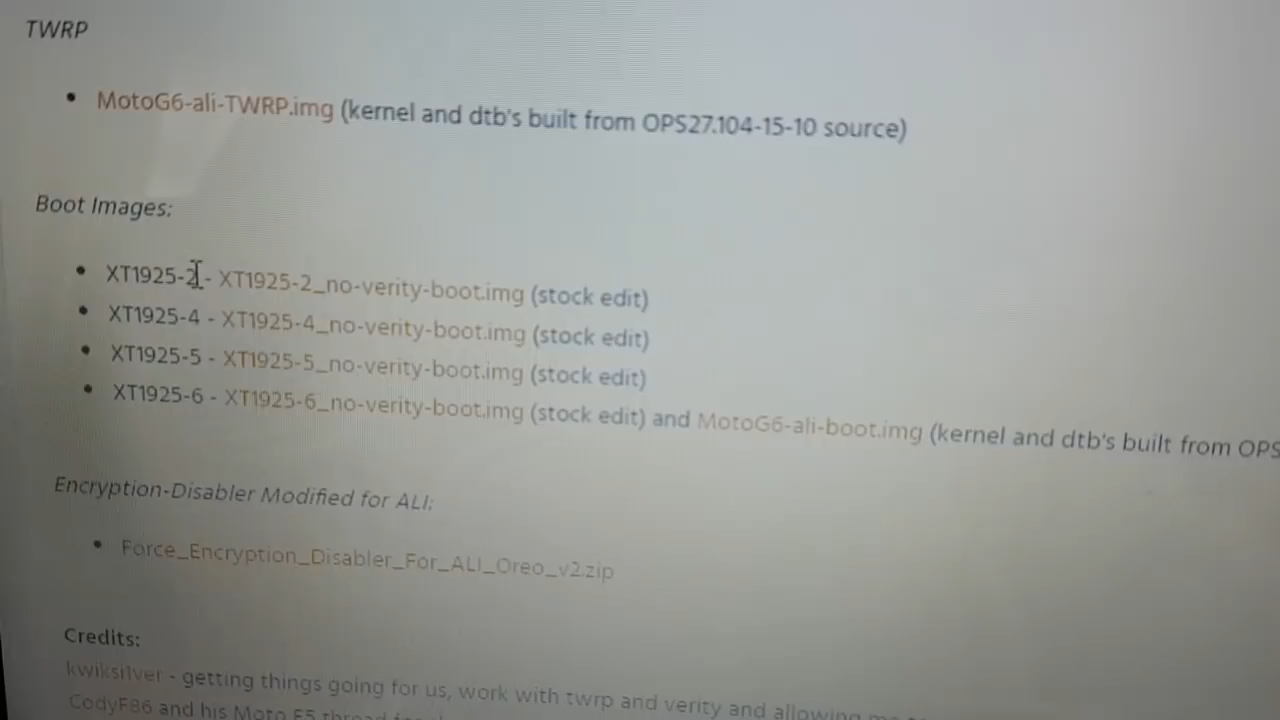 TWRP
MotoG6-ali-TWRP.img (kernel and dtb's built from OPS27.104-15-10 source)
Boot Images:
XT1925-2 - XT1925-2_no-verity-boot.img (stock edit)
XT1925-4 - XT1925-4_no-verity-boot.img (stock edit)
XT1925-5 - XT1925-5_no-verity-boot.img (stock edit)
XT1925-6 - XT1925-6_no-verity-boot.img (stock edit) and MotoG6-ali-boot.img (kernel and dtb's built from OPS
Encryption-Disabler Modified for ALI:
Force_Encryption_Disabler_For_ALI_Oreo_v2.zip
Credits:
kwiksi1ver - getting things going for us, work with twrp and verity and allowing me
CodyF86 and his Moto E5 thread